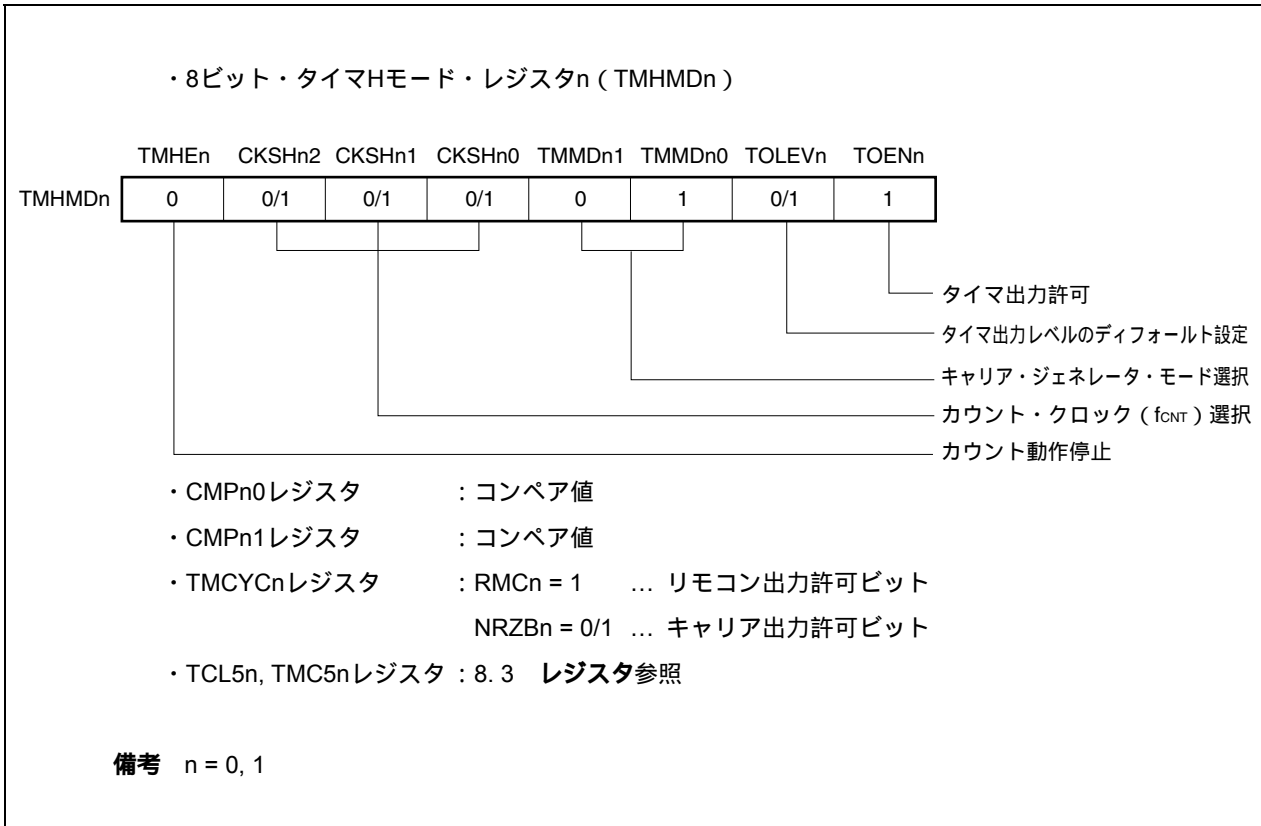 ・8ビット・タイマHモード・レジスタn（TMHMDn）
TMHEn CKSHn2 CKSHn1 CKSHn0 TMMDn1 TMMDn0 TOLEVn TOENn
TMHMDn 0 0/1 0/1 0/1 0 1 0/1 1
タイマ出力許可
タイマ出力レベルのディフォールト設定
キャリア・ジェネレータ・モード選択
カウント・クロック（fCNT）選択
カウント動作停止
・CMPn0レジスタ ：コンペア値
・CMPn1レジスタ ：コンペア値
・TMCYCnレジスタ ：RMCn = 1 … リモコン出力許可ビット
NRZBn = 0/1 … キャリア出力許可ビット
・TCL5n, TMC5nレジスタ：8. 3 レジスタ参照
備考 n = 0, 1